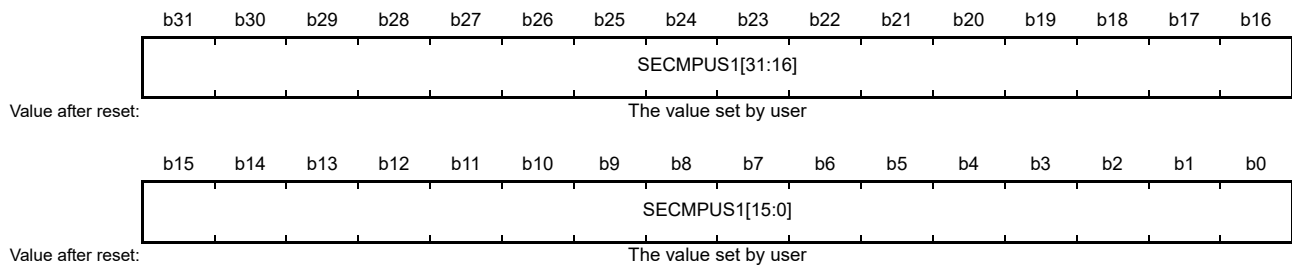 b31 b30 b29 b28 b27 b26 b25 b24 b23 b22 b21 b20 b19 b18 b17 b16
SECMPUS1[31:16]
Value after reset: The value set by user
b15 b14 b13 b12 b11 b10 b9 b8 b7 b6 b5 b4 b3 b2 b1 b0
SECMPUS1[15:0]
Value after reset: The value set by user